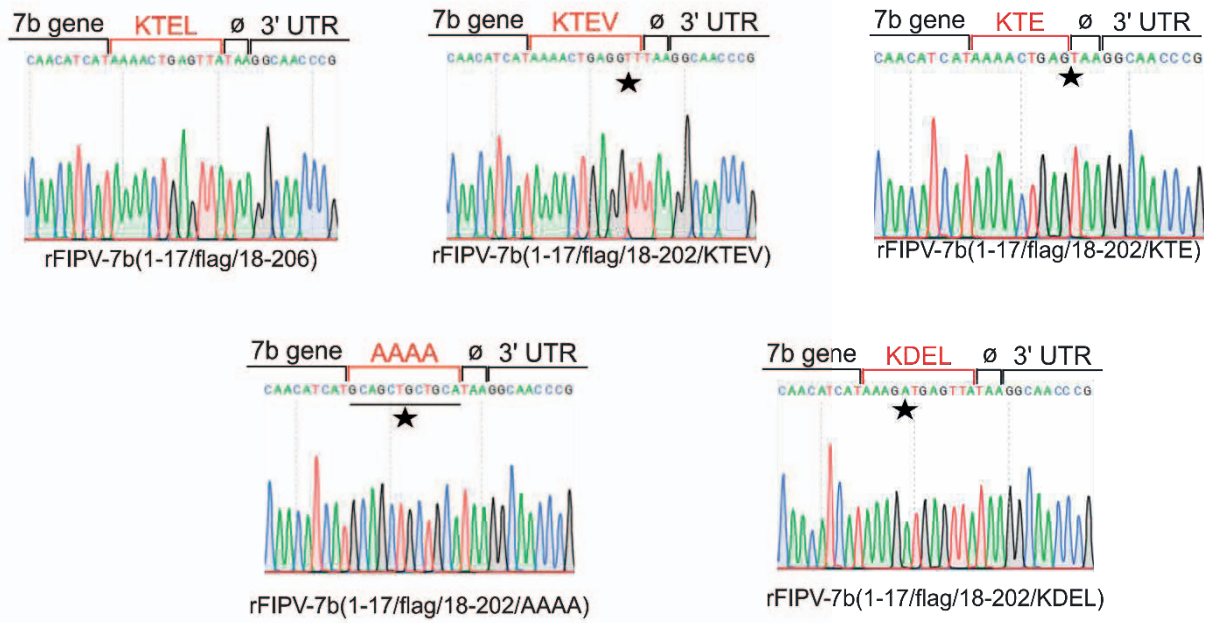 7b gene KTEL ø 3' UTR
CAACATCATAAAACTGAGTTATAAGGCAACCCG
rFIPV-7b(1-17/flag/18-206)
7b gene KTEV ø 3' UTR
CAACATCATAAAACTGAGGTTTAAGGCAACCCG
rFIPV-7b(1-17/flag/18-202/KTEV)
7b gene KTE ø 3' UTR
CAACATCATAAAACTGAGTAAGGCAACCCG
rFIPV-7b(1-17/flag/18-202/KTE)
7b gene AAAA ø 3' UTR
CAACATCATGCAGCTGCTGCATAAGGCAACCCG
rFIPV-7b(1-17/flag/18-202/AAAA)
7b gene KDEL ø 3' UTR
CAACATCATAAAGATGAGTTATAAGGCAACCCG
rFIPV-7b(1-17/flag/18-202/KDEL)